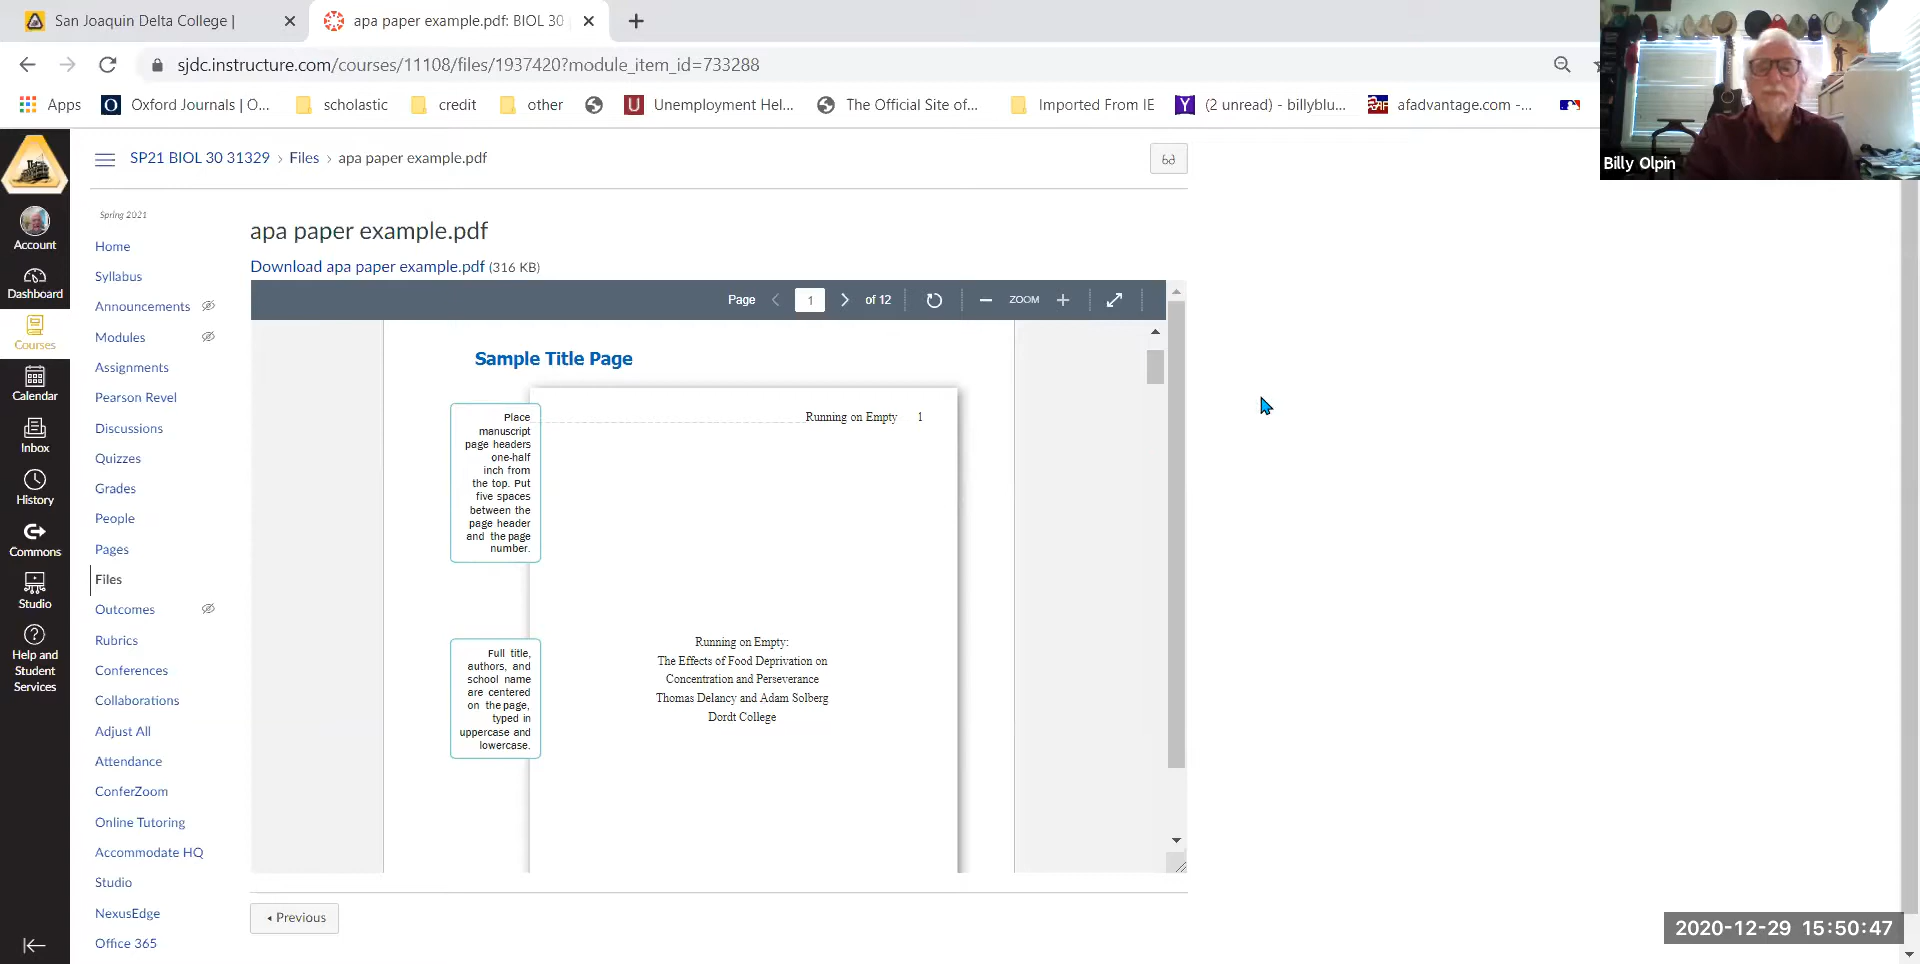 San Joaquin Delta College |
apa paper example.pdf: BIOL 30
sjdc.instructure.com/courses/11108/files/1937420?module_item_id=733288
Apps
Oxford Journals | O...
scholastic
credit
other
Unemployment Hel...
The Official Site of...
Imported From IE
(2 unread) - billyblu...
afadvantage.com -...
Billy Olpin
SP21 BIOL 30 31329 › Files › apa paper example.pdf
Account
Dashboard
Courses
Calendar
Inbox
History
Commons
Studio
Help and
Student
Services
Spring 2021
Home
Syllabus
Announcements
Modules
Assignments
Pearson Revel
Discussions
Quizzes
Grades
People
Pages
Files
Outcomes
Rubrics
Conferences
Collaborations
Adjust All
Attendance
ConferZoom
Online Tutoring
Accommodate HQ
Studio
NexusEdge
Office 365
apa paper example.pdf
Download apa paper example.pdf (316 KB)
Page 1 of 12 ZOOM
Sample Title Page
Place
manuscript
page headers
one-half
inch from
the top. Put
five spaces
between the
page header
and the page
number.
Running on Empty 1
Full title,
authors, and
school name
are centered
on the page,
typed in
uppercase and
lowercase.
Running on Empty:
The Effects of Food Deprivation on
Concentration and Perseverance
Thomas Delancy and Adam Solberg
Dordt College
Previous
2020-12-29 15:50:47